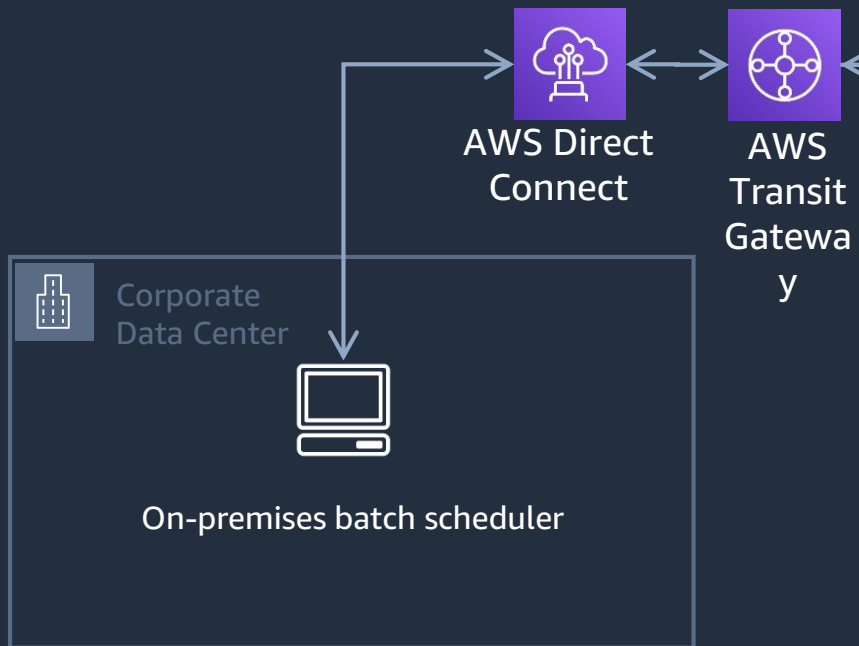 AWS Direct
Connect
AWS
Transit
Gatewa
y
Corporate
Data Center
On-premises batch scheduler